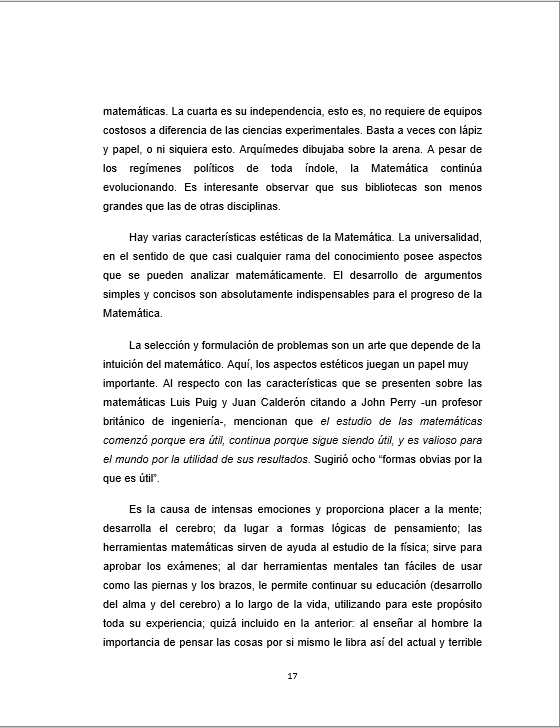 matemáticas. La cuarta es su independencia, esto es, no requiere de equipos
costosos a diferencia de las ciencias experimentales. Basta a veces con lápiz
y papel, o ni siquiera esto. Arquímedes dibujaba sobre la arena. A pesar de
los regímenes políticos de toda índole, la Matemática continúa
evolucionando. Es interesante observar que sus bibliotecas son menos
grandes que las de otras disciplinas.
Hay varias características estéticas de la Matemática. La universalidad,
en el sentido de que casi cualquier rama del conocimiento posee aspectos
que se pueden analizar matemáticamente. El desarrollo de argumentos
simples y concisos son absolutamente indispensables para el progreso de la
Matemática.
La selección y formulación de problemas son un arte que depende de la
intuición del matemático. Aquí, los aspectos estéticos juegan un papel muy
importante. Al respecto con las características que se presenten sobre las
matemáticas Luis Puig y Juan Calderón citando a John Perry -un profesor
británico de ingeniería-, mencionan que el estudio de las matemáticas
comenzó porque era útil, continua porque sigue siendo útil, y es valioso para
el mundo por la utilidad de sus resultados. Sugirió ocho “formas obvias por la
que es útil”.
Es la causa de intensas emociones y proporciona placer a la mente;
desarrolla el cerebro; da lugar a formas lógicas de pensamiento; las
herramientas matemáticas sirven de ayuda al estudio de la física; sirve para
aprobar los exámenes; al dar herramientas mentales tan fáciles de usar
como las piernas y los brazos, le permite continuar su educación (desarrollo
del alma y del cerebro) a lo largo de la vida, utilizando para este propósito
toda su experiencia; quizá incluido en la anterior: al enseñar al hombre la
importancia de pensar las cosas por si mismo le libra así del actual y terrible
17